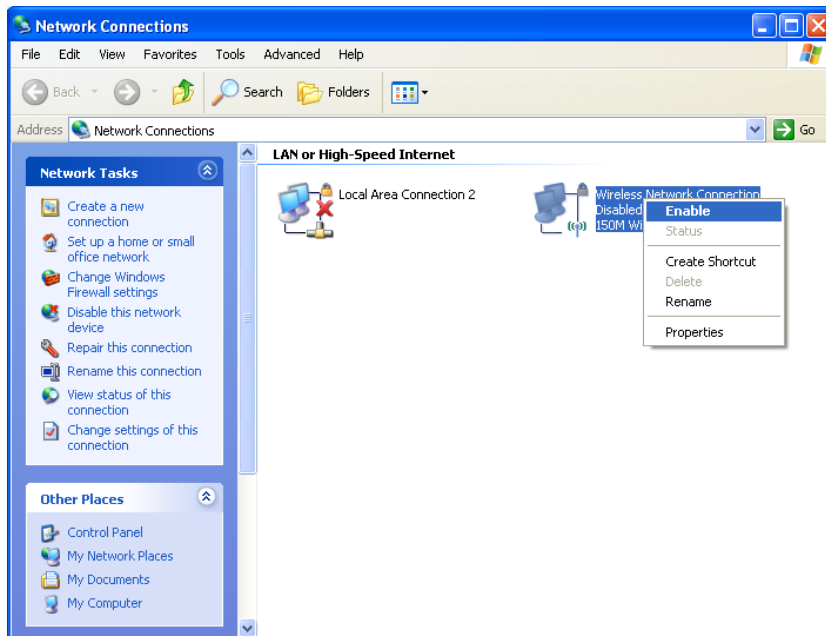 Network Connections
File Edit View Favorites Tools Advanced Help
Back Search Folders
Address Network Connections Go
Network Tasks
Create a new
connection
Set up a home or small
office network
Change Windows
Firewall settings
Disable this network
device
Repair this connection
Rename this connection
View status of this
connection
Change settings of this
connection
Other Places
Control Panel
My Network Places
My Documents
My Computer
LAN or High-Speed Internet
Local Area Connection 2
Wireless Network Connection
Disabled
150M Wi
Enable
Status
Create Shortcut
Delete
Rename
Properties